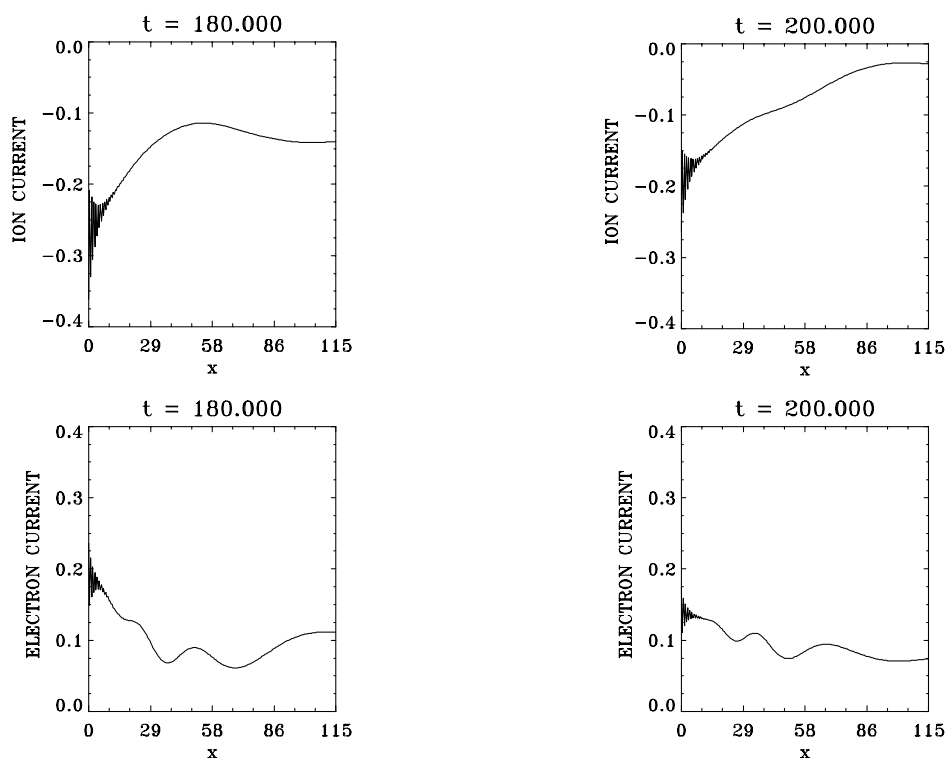 t = 180.000
0.0
−0.1
−0.2
−0.3
−0.4
ION CURRENT
0 29 58 86 115
x
t = 200.000
0.0
−0.1
−0.2
−0.3
−0.4
ION CURRENT
0 29 58 86 115
x
t = 180.000
0.4
0.3
0.2
0.1
0.0
ELECTRON CURRENT
0 29 58 86 115
x
t = 200.000
0.4
0.3
0.2
0.1
0.0
ELECTRON CURRENT
0 29 58 86 115
x